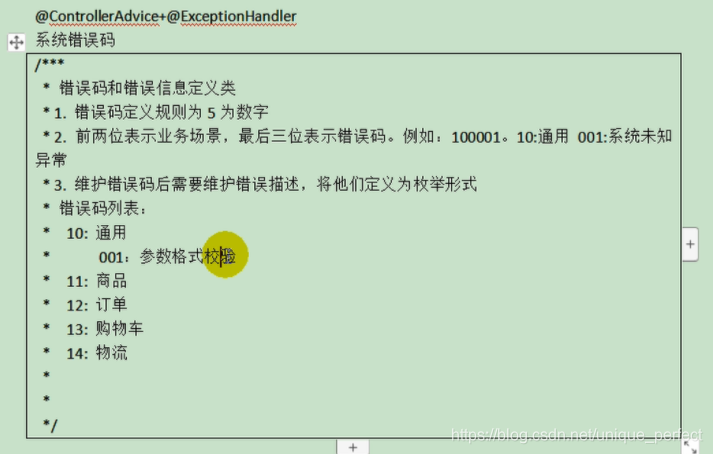 @ControllerAdvice+@ExceptionHandler
系统错误码
/***
* 错误码和错误信息定义类
* 1. 错误码定义规则为 5 为数字
* 2. 前两位表示业务场景，最后三位表示错误码。例如：100001。10:通用 001:系统未知
异常
* 3. 维护错误码后需要维护错误描述，将他们定义为枚举形式
* 错误码列表：
* 10: 通用
* 001：参数格式校验
* 11: 商品
* 12: 订单
* 13: 购物车
* 14: 物流
*
*
*/
https://blog.csdn.net/unique_perfect